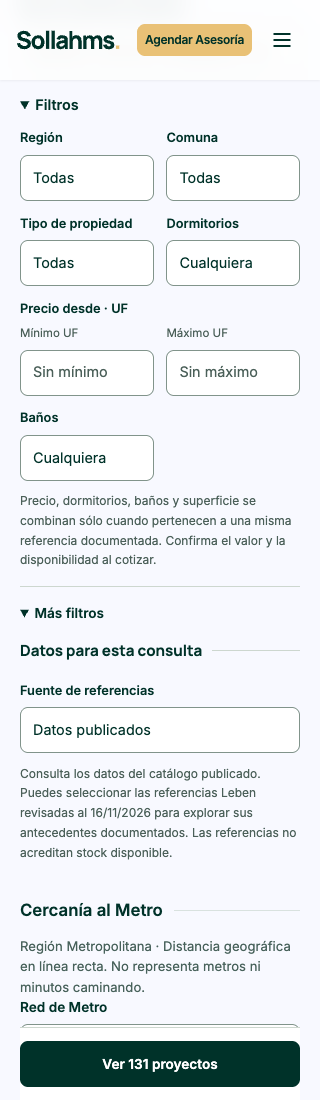 Sollahms.
Agendar Asesoría
▼ Filtros
Región
Comuna
Todas
Todas
Tipo de propiedad
Dormitorios
Todas
Cualquiera
Precio desde · UF
Mínimo UF
Máximo UF
Sin mínimo
Sin máximo
Baños
Cualquiera
Precio, dormitorios, baños y superficie se
combinan sólo cuando pertenecen a una misma
referencia documentada. Confirma el valor y la
disponibilidad al cotizar.
▼ Más filtros
Datos para esta consulta
Fuente de referencias
Datos publicados
Consulta los datos del catálogo publicado.
Puedes seleccionar las referencias Leben
revisadas al 16/11/2026 para explorar sus
antecedentes documentados. Las referencias no
acreditan stock disponible.
Cercanía al Metro
Región Metropolitana · Distancia geográfica
en línea recta. No representa metros ni
minutos caminando.
Red de Metro
Ver 131 proyectos